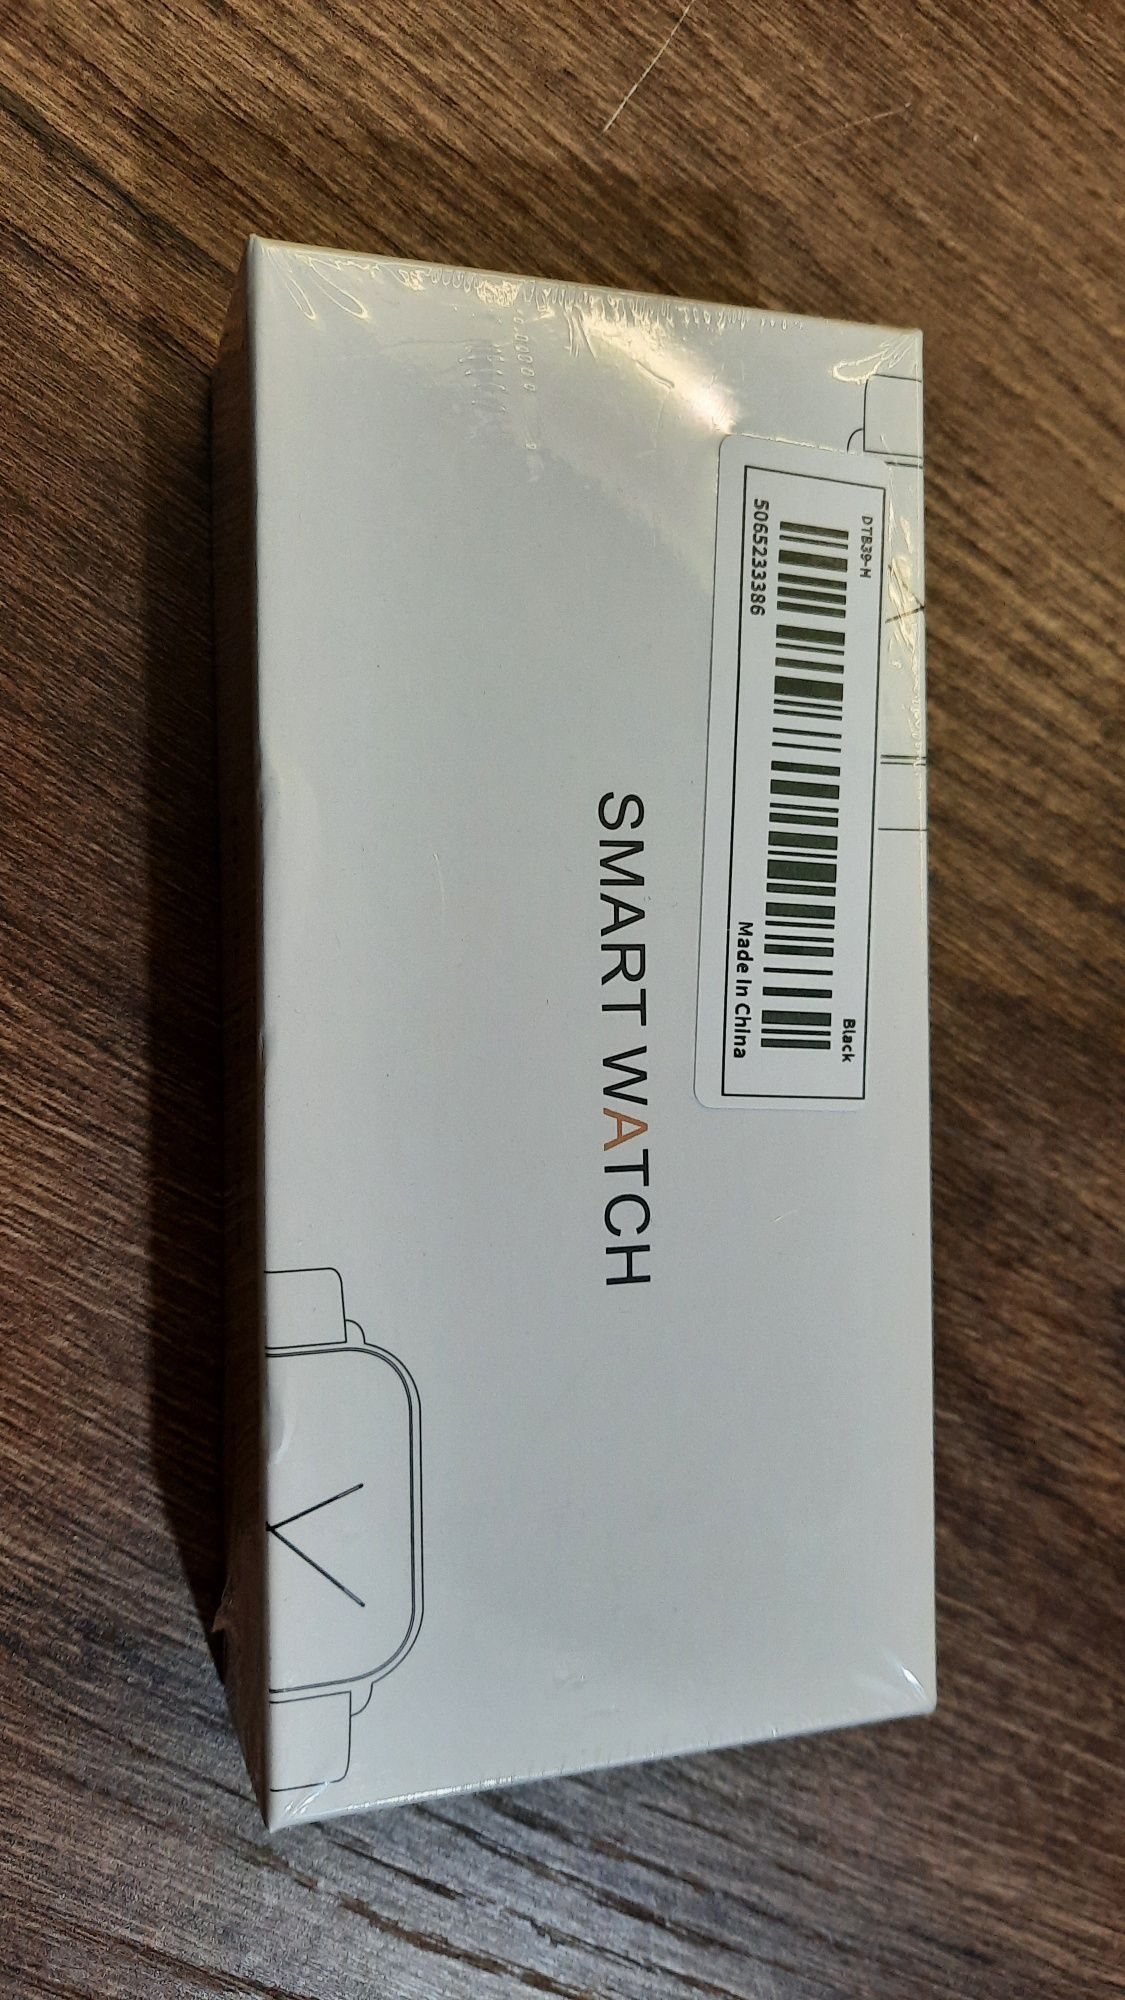 DTB39-H
Black
5065233386
Made In China
SMART WATCH